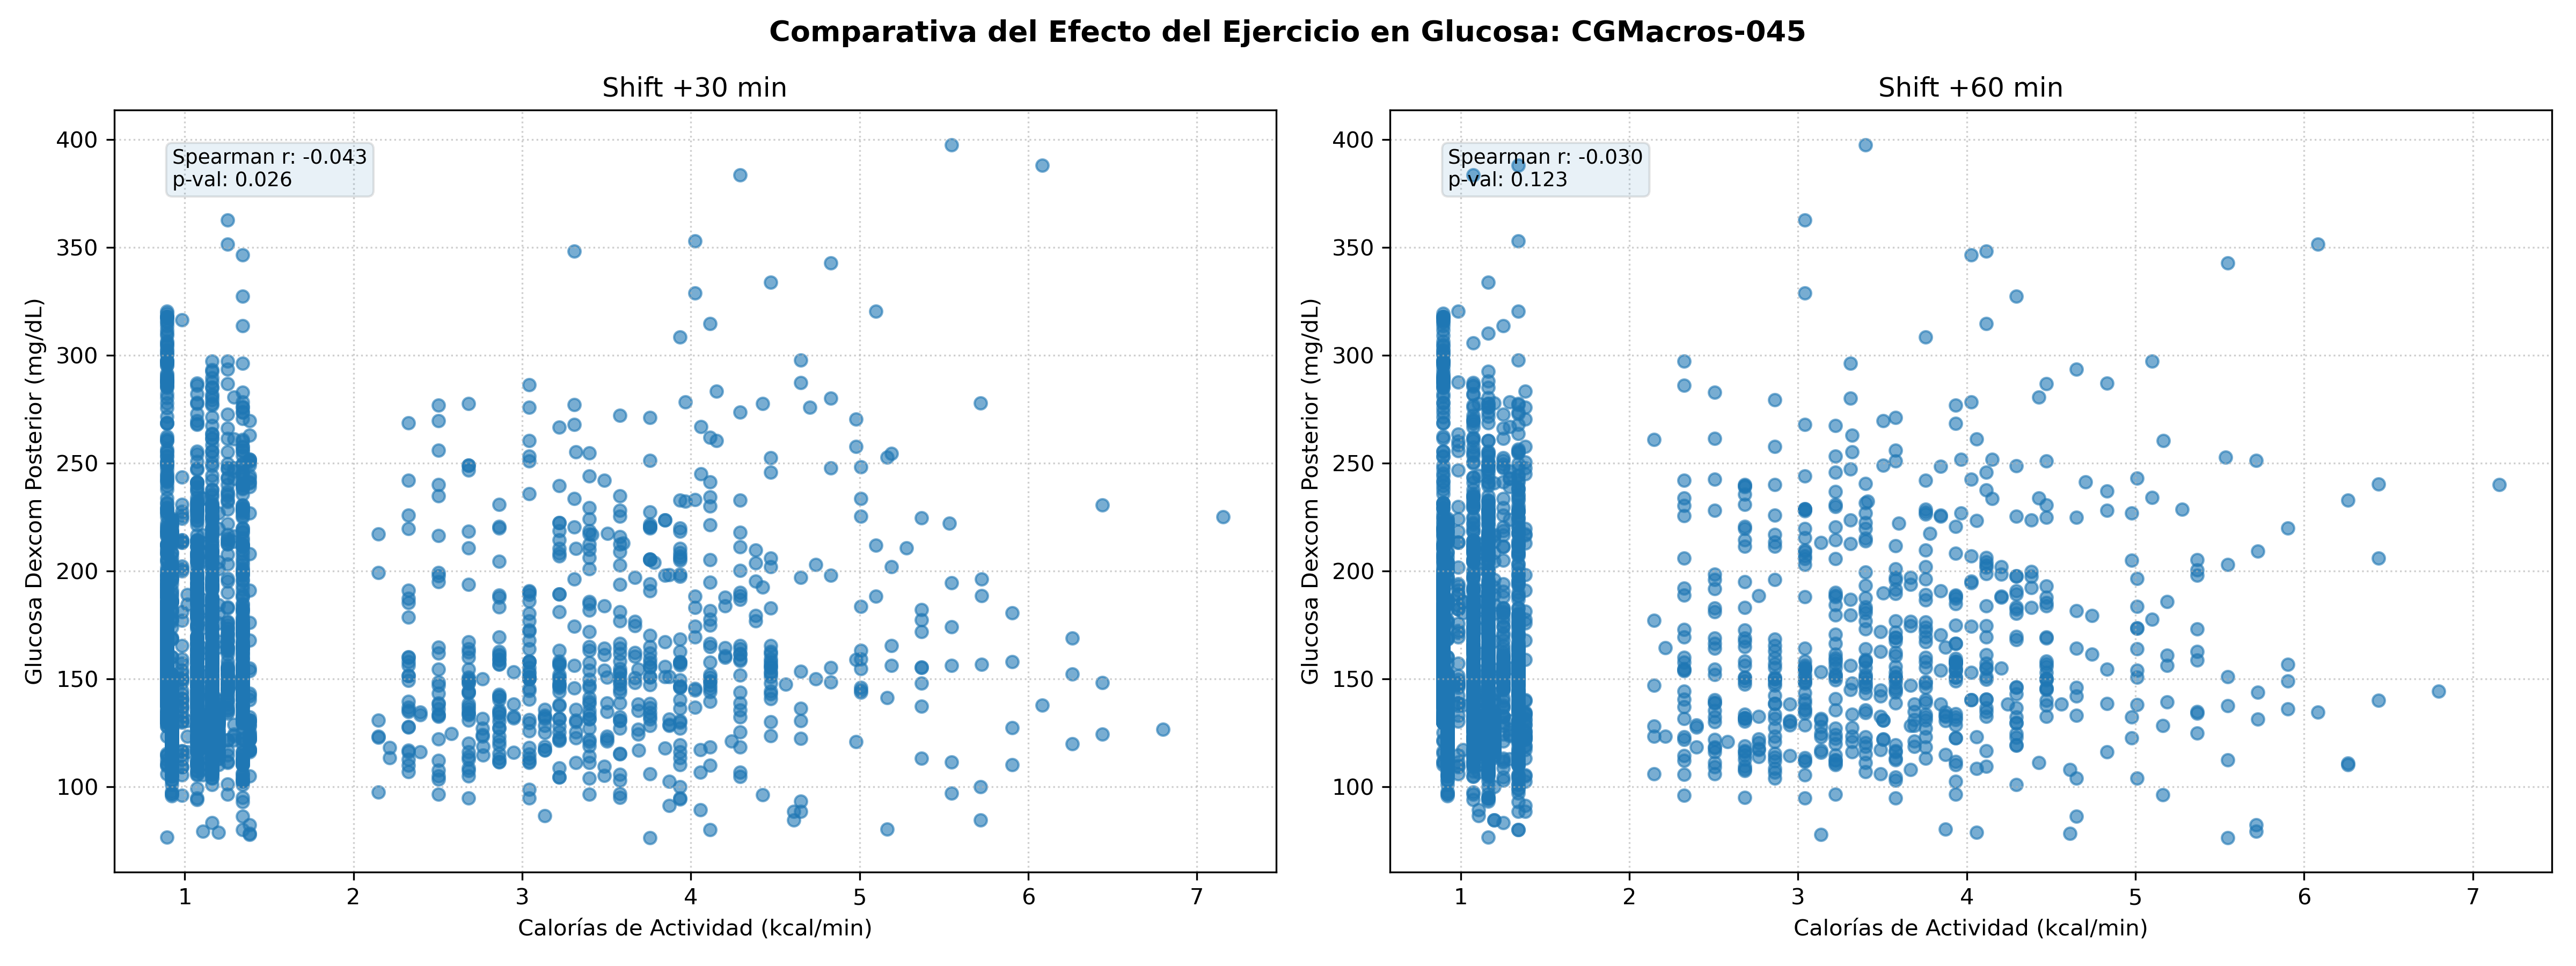 Comparativa del Efecto del Ejercicio en Glucosa: CGMacros-045
Shift +30 min
Spearman r: -0.043
p-val: 0.026
Glucosa Dexcom Posterior (mg/dL)
400
350
300
250
200
150
100
1 2 3 4 5 6 7
Calorías de Actividad (kcal/min)
Shift +60 min
Spearman r: -0.030
p-val: 0.123
Glucosa Dexcom Posterior (mg/dL)
400
350
300
250
200
150
100
1 2 3 4 5 6 7
Calorías de Actividad (kcal/min)